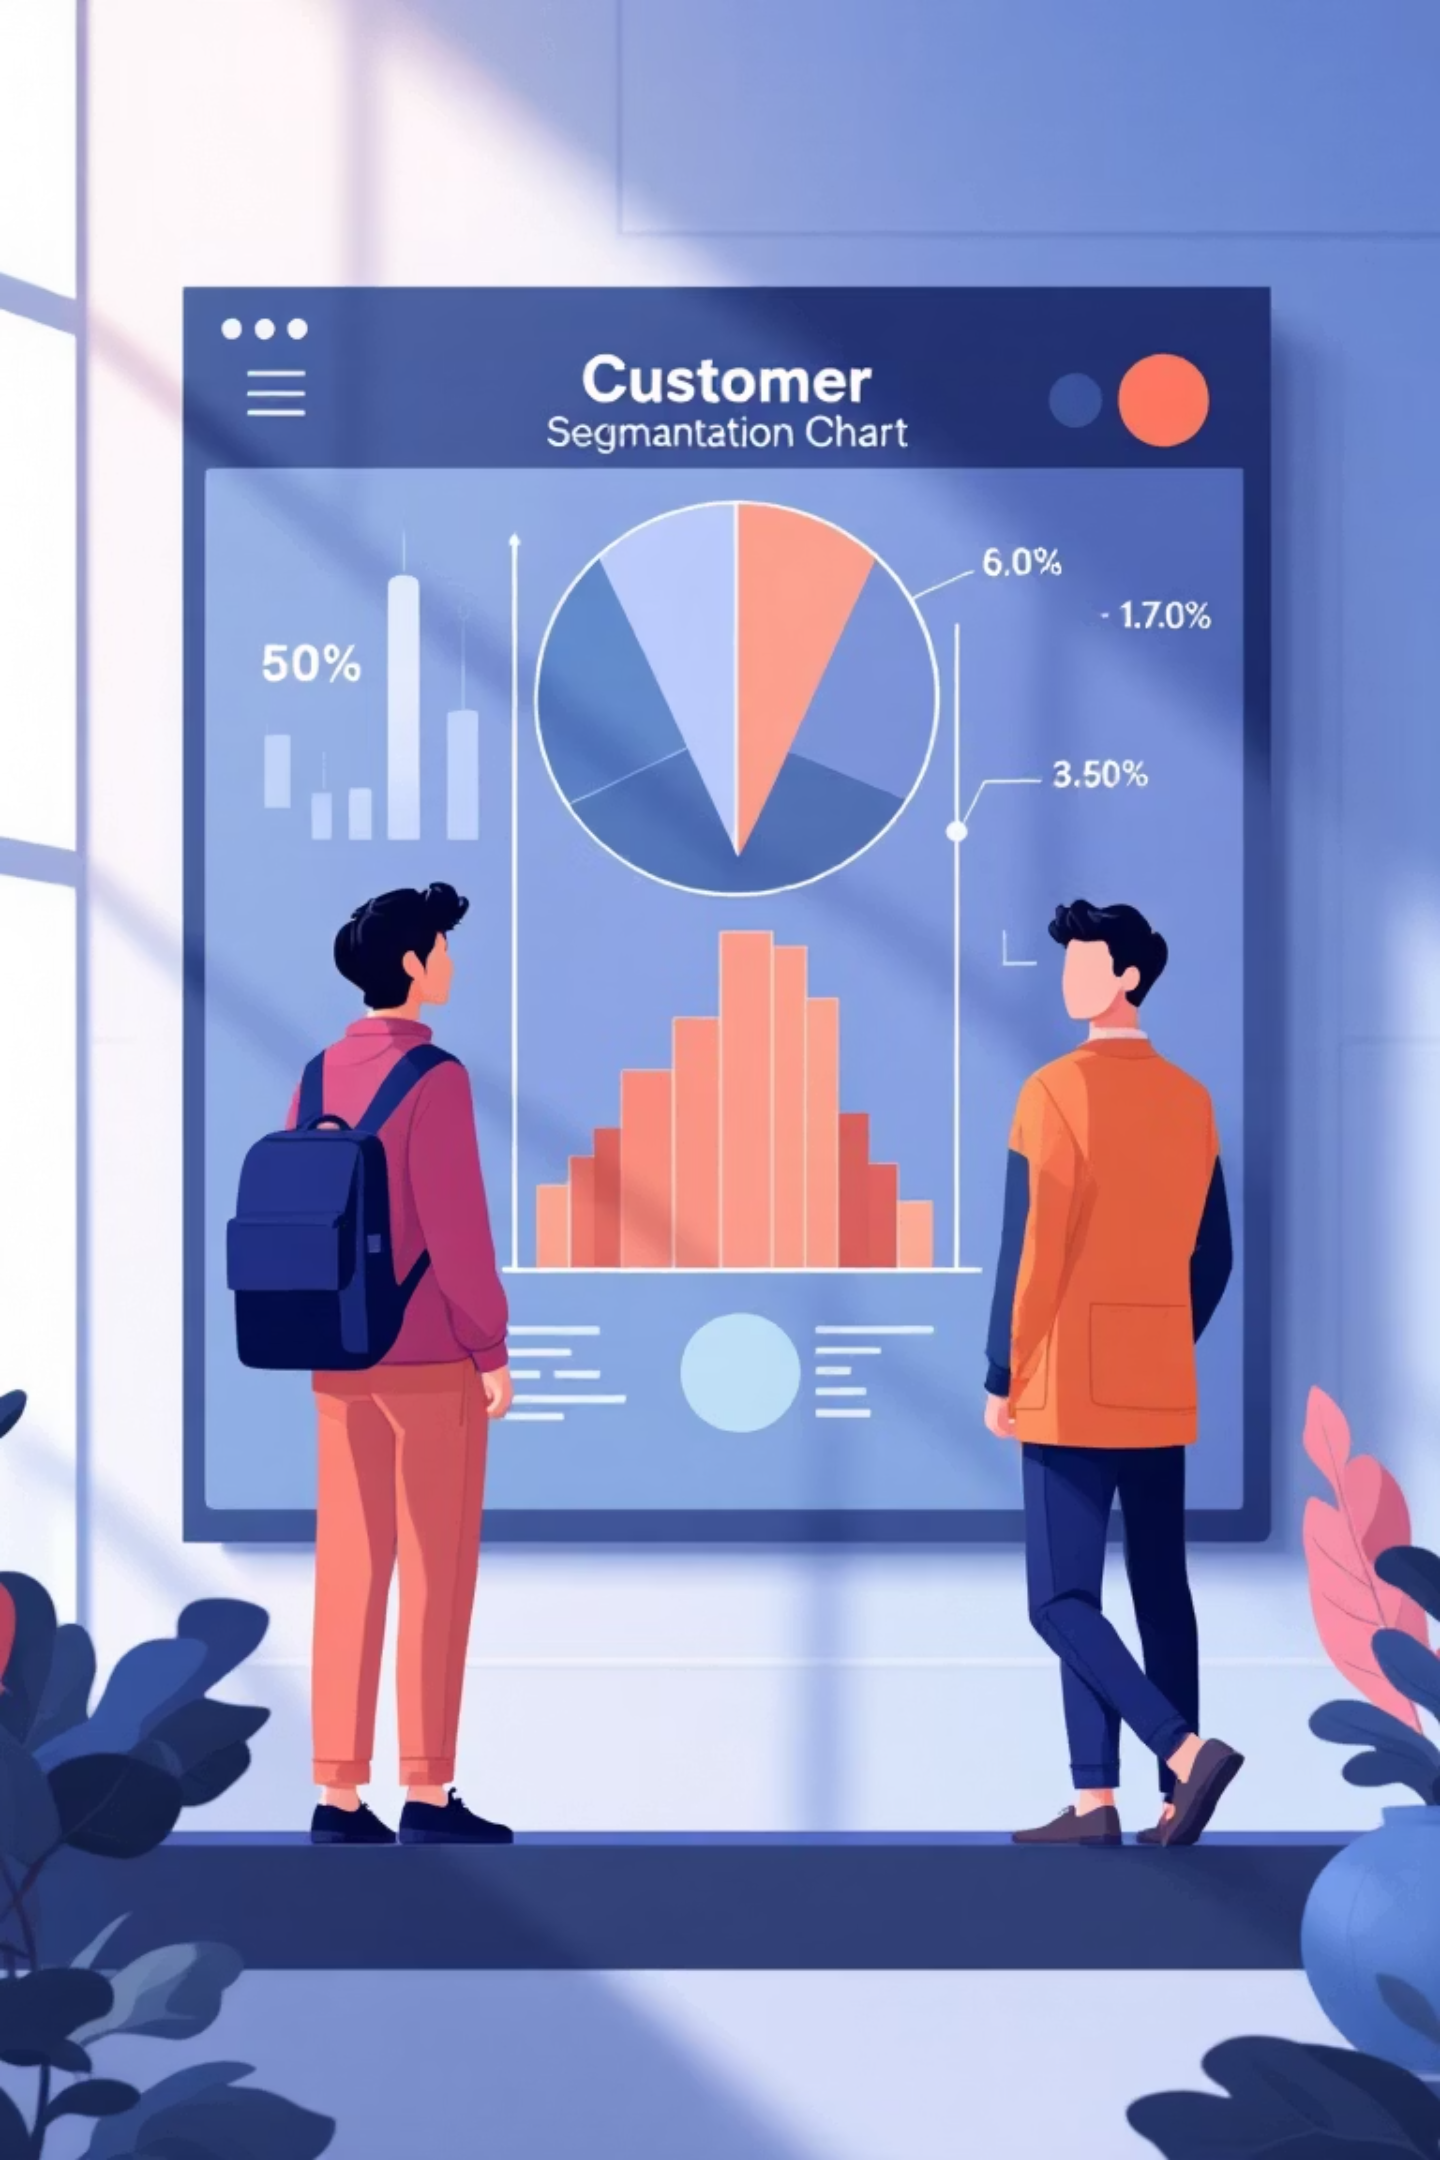 Customer
Segmantation Chart
6.0%
- 1.7.0%
50%
3.50%